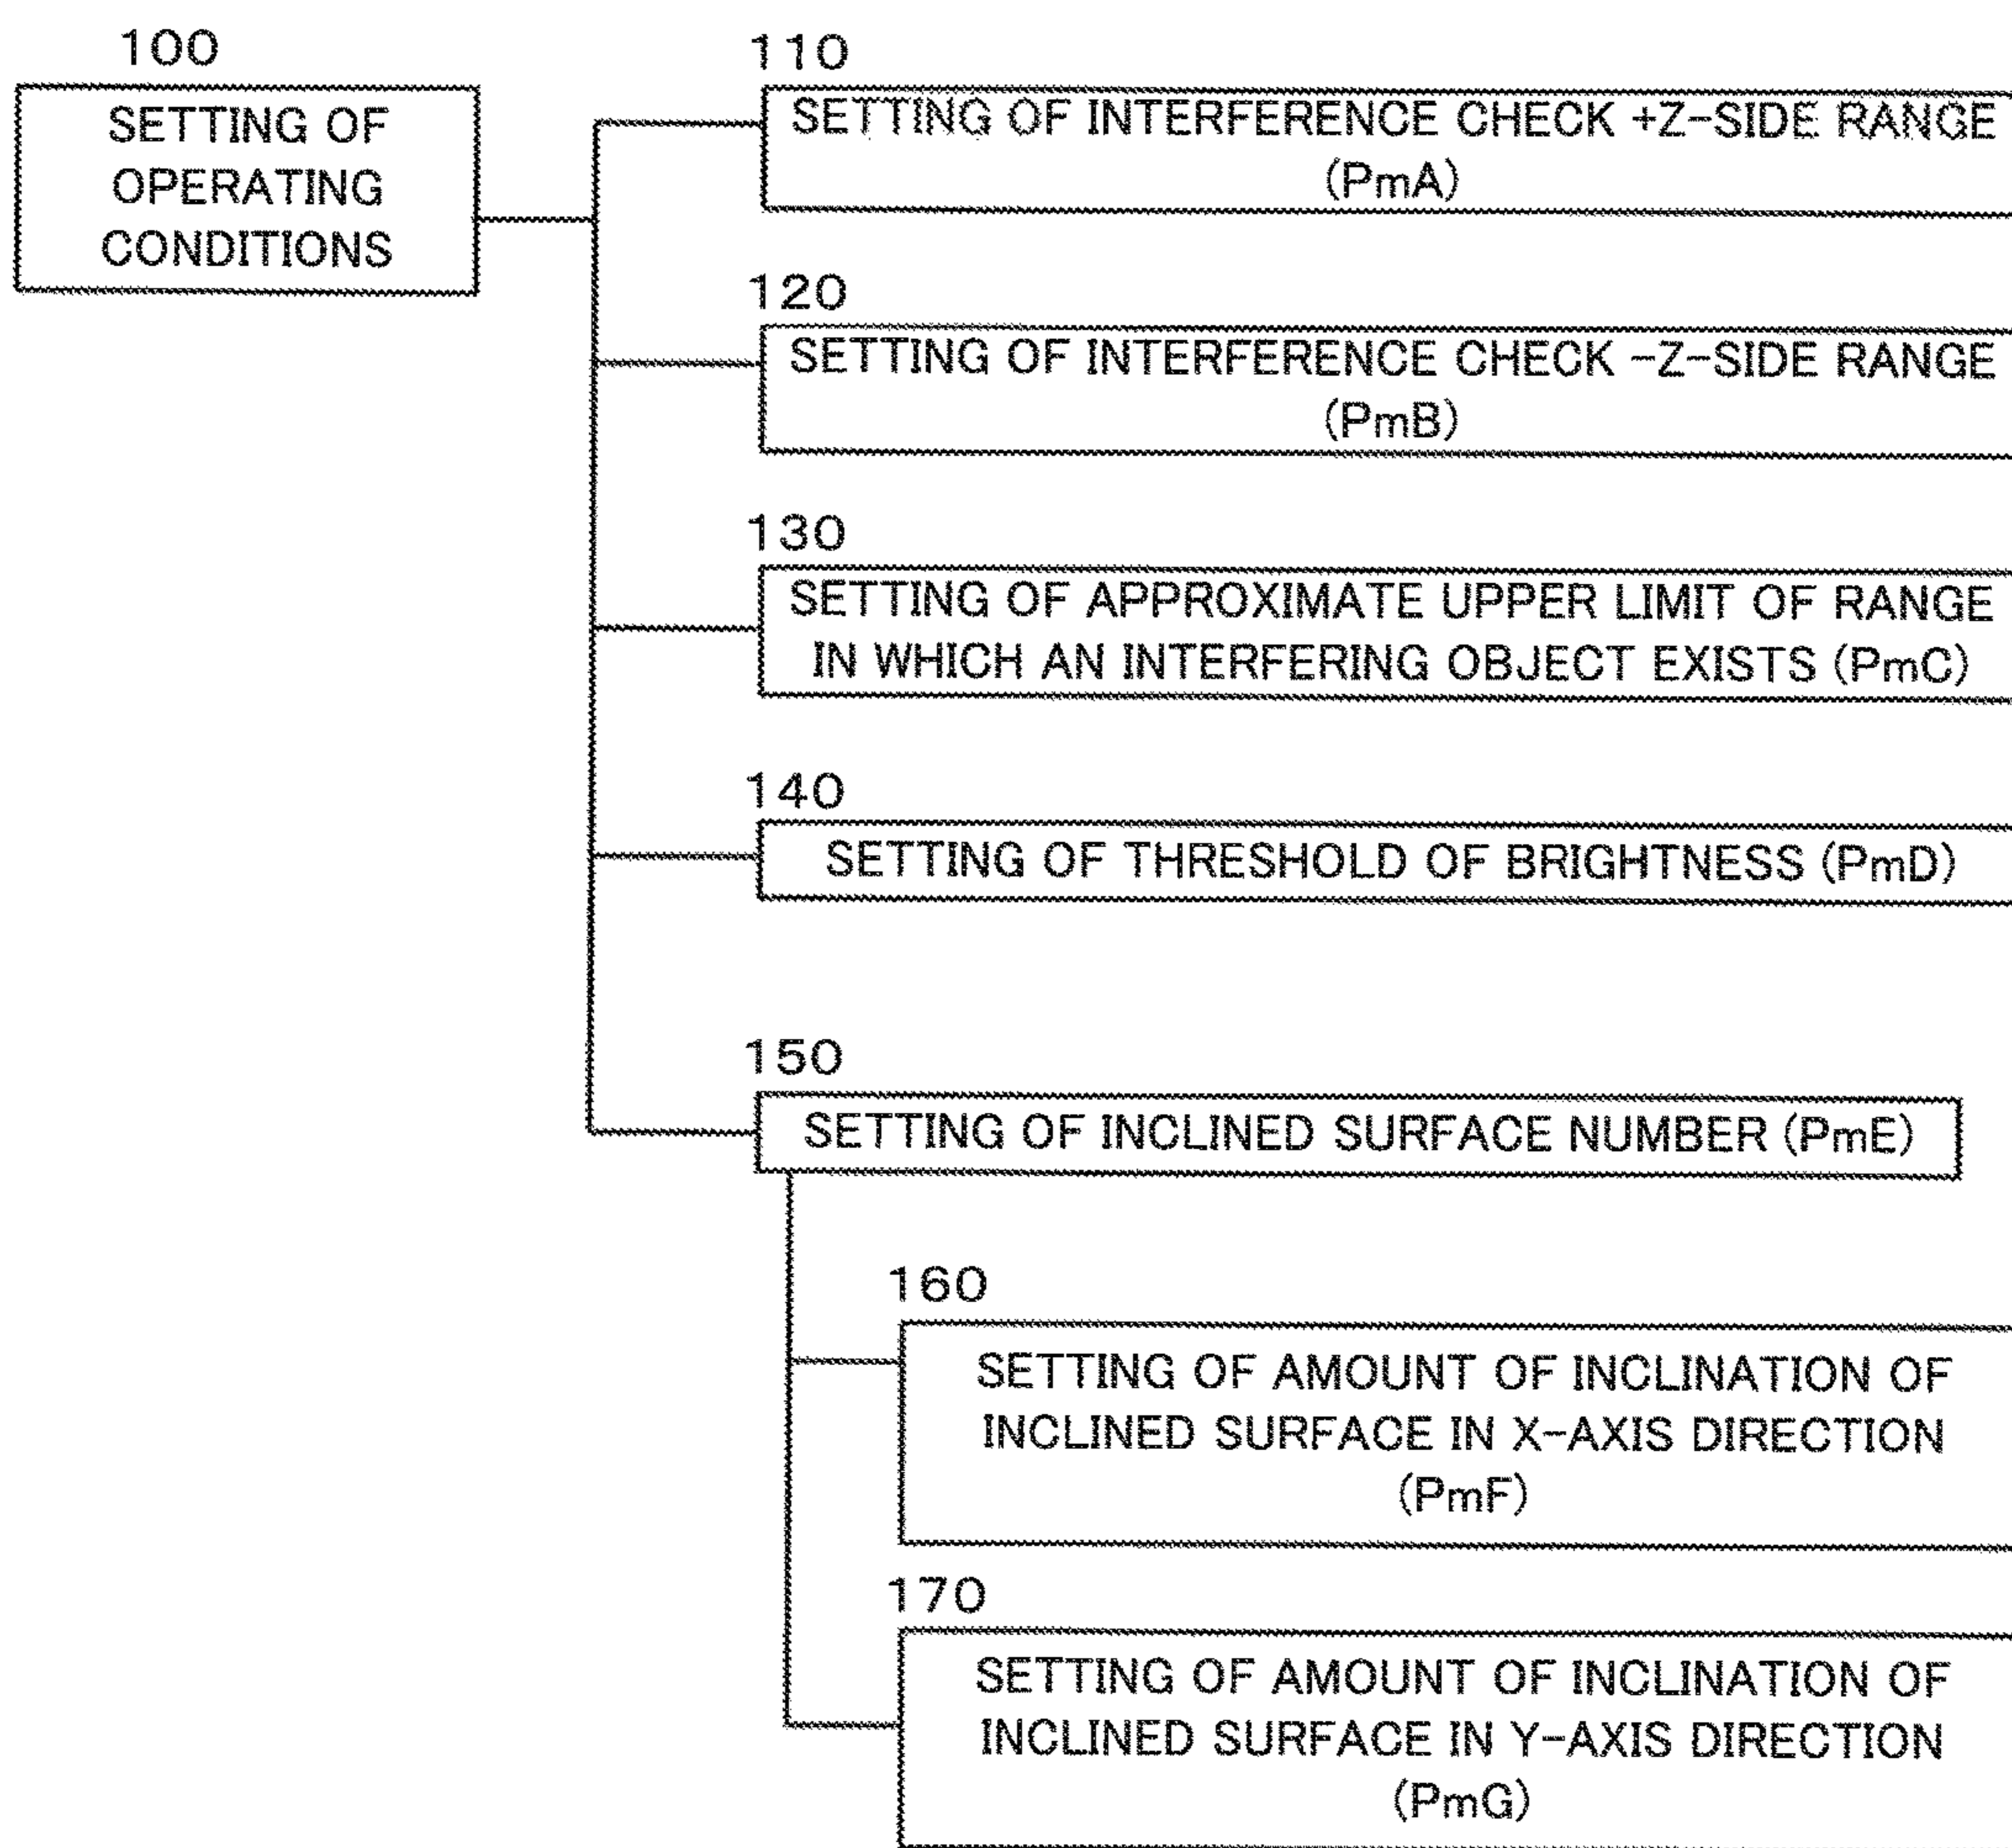 100
SETTING OF
OPERATING
CONDITIONS
110
SETTING OF INTERFERENCE CHECK +Z-SIDE RANGE
(PmA)
120
SETTING OF INTERFERENCE CHECK -Z-SIDE RANGE
(PmB)
130
SETTING OF APPROXIMATE UPPER LIMIT OF RANGE
IN WHICH AN INTERFERING OBJECT EXISTS (PmC)
140
SETTING OF THRESHOLD OF BRIGHTNESS (PmD)
150
SETTING OF INCLINED SURFACE NUMBER (PmE)
160
SETTING OF AMOUNT OF INCLINATION OF
INCLINED SURFACE IN X-AXIS DIRECTION
(PmF)
170
SETTING OF AMOUNT OF INCLINATION OF
INCLINED SURFACE IN Y-AXIS DIRECTION
(PmG)